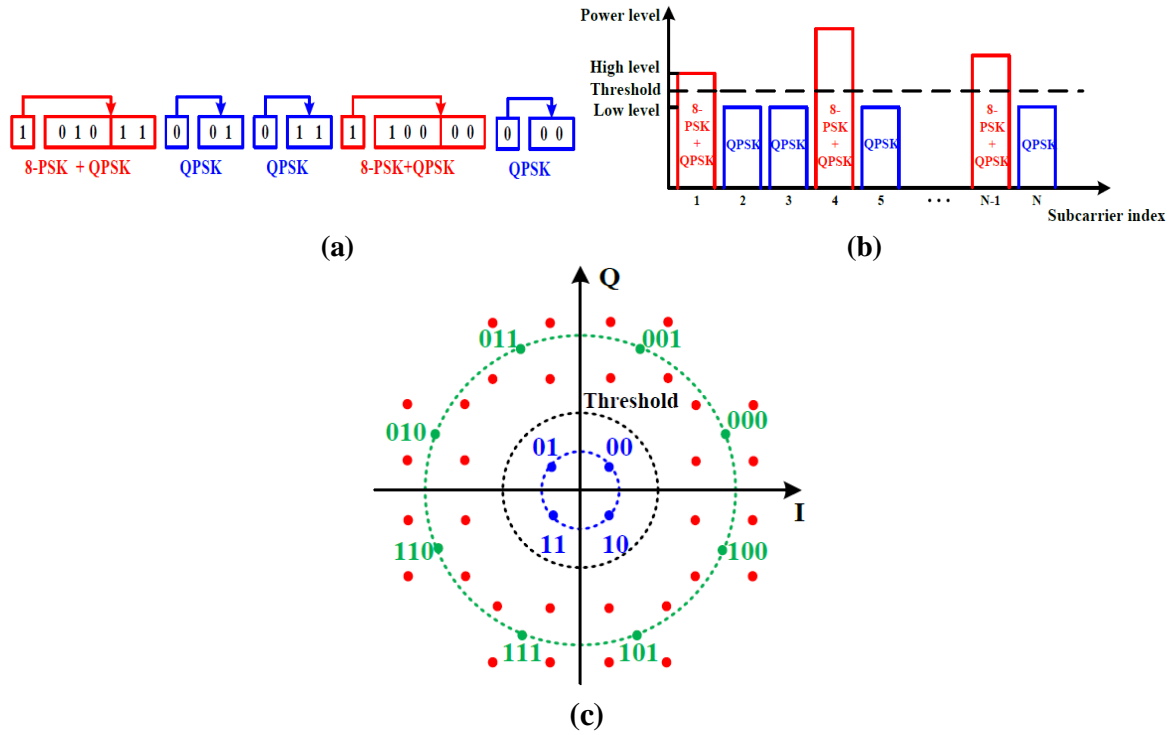 1 0 1 0 1 1 0 0 1 0 1 1 1 1 0 0 0 0 0 0 0
8-PSK + QPSK QPSK QPSK 8-PSK+QPSK QPSK
(a)
Power level
High level
Threshold
Low level
8-PSK + QPSK QPSK QPSK 8-PSK + QPSK QPSK 8-PSK + QPSK QPSK
1 2 3 4 5 ··· N-1 N
Subcarrier index
(b)
Q
011 001
Threshold
010 000
01 00
I
11 10
110 100
111 101
(c)